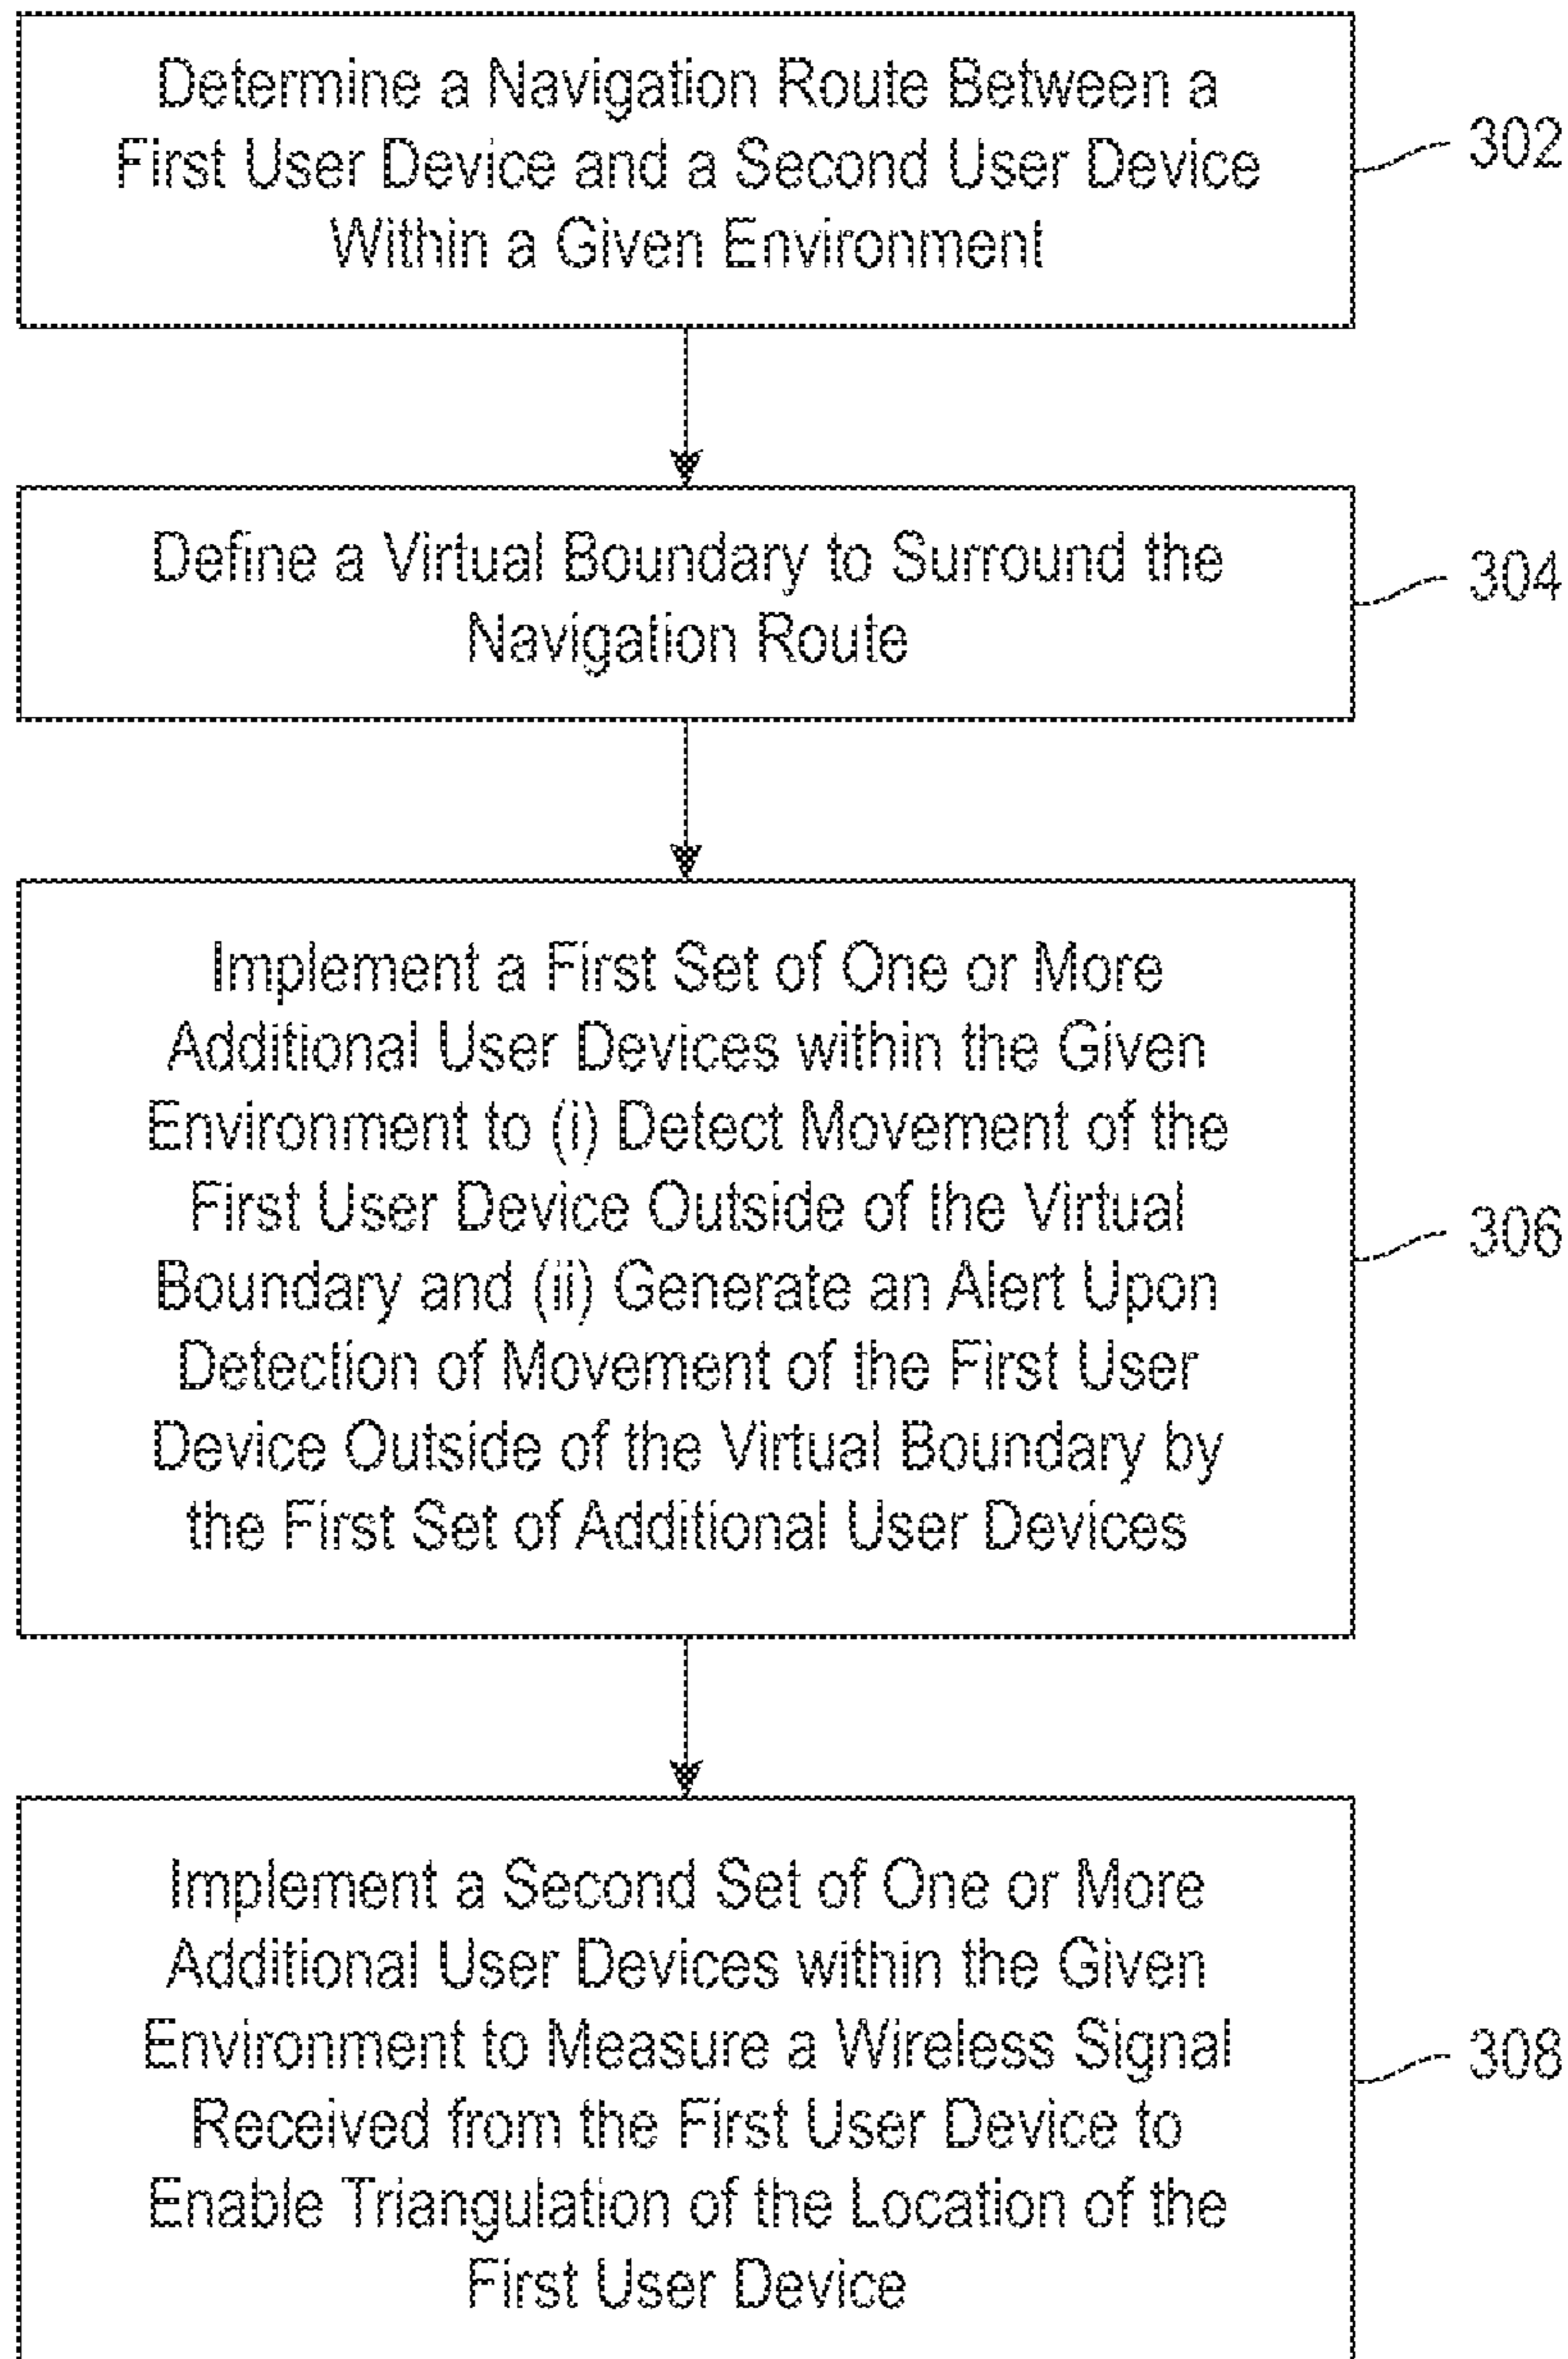 Determine a Navigation Route Between a
First User Device and a Second User Device
Within a Given Environment
302
Define a Virtual Boundary to Surround the
Navigation Route
304
Implement a First Set of One or More
Additional User Devices within the Given
Environment to (i) Detect Movement of the
First User Device Outside of the Virtual
Boundary and (ii) Generate an Alert Upon
Detection of Movement of the First User
Device Outside of the Virtual Boundary by
the First Set of Additional User Devices
306
Implement a Second Set of One or More
Additional User Devices within the Given
Environment to Measure a Wireless Signal
Received from the First User Device to
Enable Triangulation of the Location of the
First User Device
308